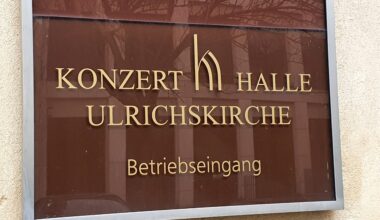 KONZERT h HALLE
ULRICHSKIRCHE
Betriebseingang